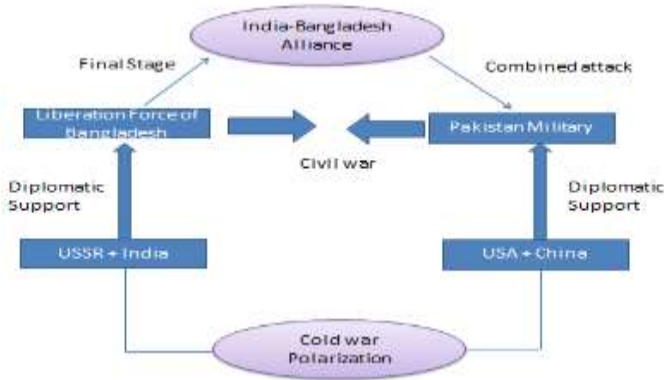 India-Bangladesh
Alliance
Final Stage
Combined attack
Liberation Force of
Bangladesh
Pakistan Military
Civil war
Diplomatic
Support
Diplomatic
Support
USSR + India
USA + China
Cold war
Polarization